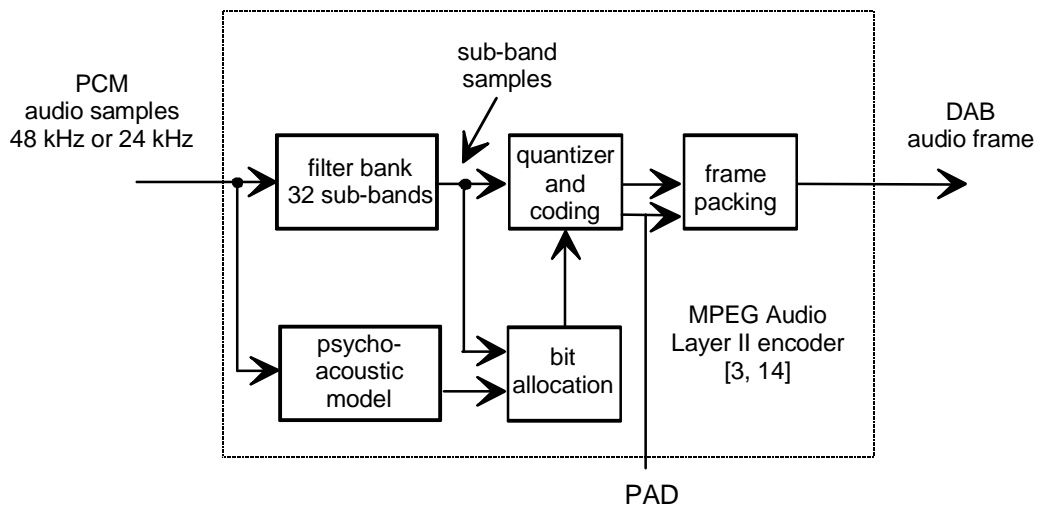 PCM
audio samples
48 kHz or 24 kHz
sub-band
samples
DAB
audio frame
filter bank
32 sub-bands
quantizer
and
coding
frame
packing
psycho-
acoustic
model
bit
allocation
MPEG Audio
Layer II encoder
[3, 14]
PAD